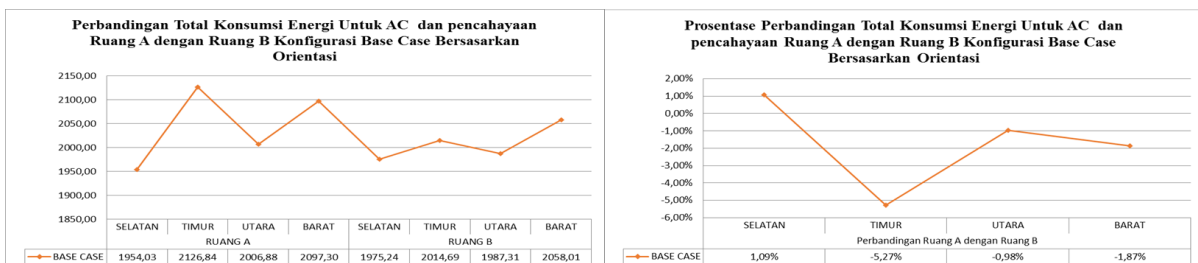 Perbandingan Total Konsumsi Energi Untuk AC dan pencahayaan
Ruang A dengan Ruang B Konfigurasi Base Case Bersasarkan
Orientasi
2150,00
2100,00
2050,00
2000,00
1950,00
1900,00
1850,00
SELATAN TIMUR UTARA BARAT SELATAN TIMUR UTARA BARAT
RUANG A RUANG B
BASE CASE 1954,03 2126,84 2006,88 2097,30 1975,24 2014,69 1987,31 2058,01
Prosentase Perbandingan Total Konsumsi Energi Untuk AC dan
pencahayaan Ruang A dengan Ruang B Konfigurasi Base Case
Bersasarkan Orientasi
2,00%
1,00%
0,00%
-1,00%
-2,00%
-3,00%
-4,00%
-5,00%
-6,00%
SELATAN TIMUR UTARA BARAT
Perbandingan Ruang A dengan Ruang B
BASE CASE 1,09% -5,27% -0,98% -1,87%